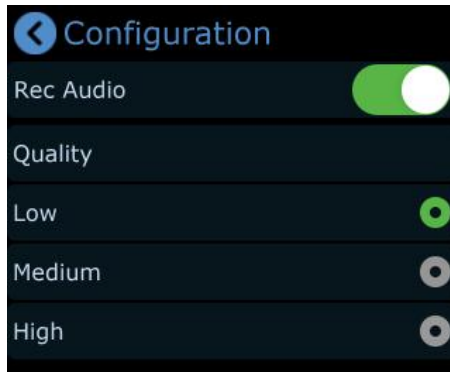 Configuration
Rec Audio
Quality
Low
Medium
High